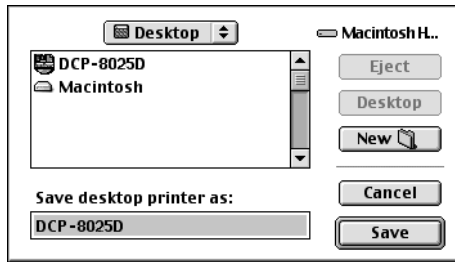 Desktop
Macintosh H...
DCP-8025D
Macintosh
Eject
Desktop
New
Save desktop printer as:
DCP-8025D
Cancel
Save